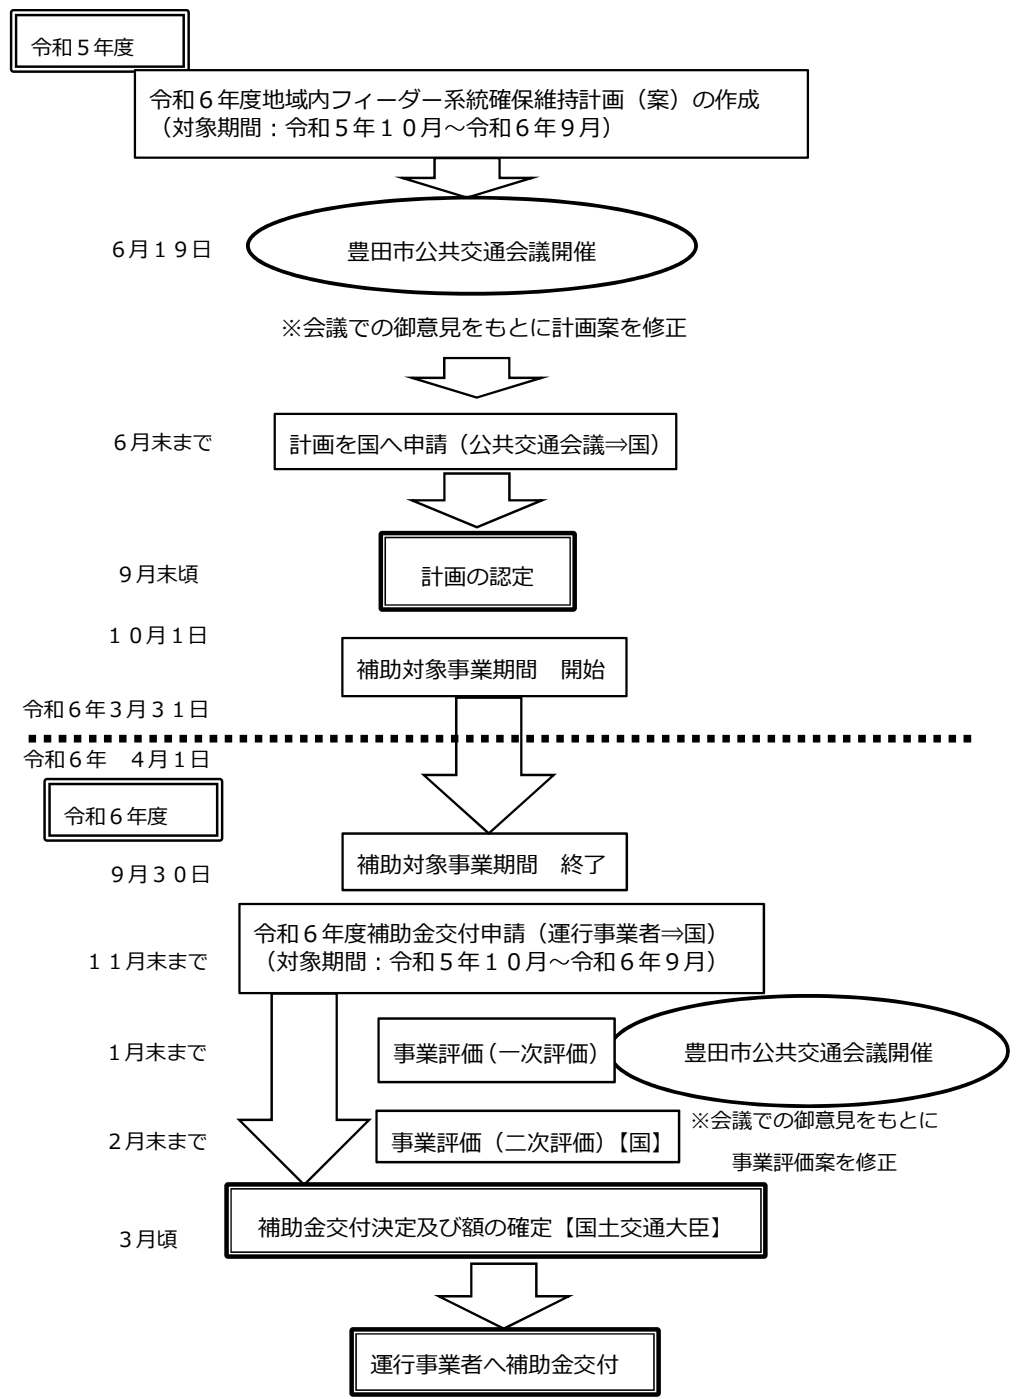 令和５年度
令和６年度地域内フィーダー系統確保維持計画（案）の作成
（対象期間：令和５年１０月～令和６年９月）
６月１９日
豊田市公共交通会議開催
※会議での御意見をもとに計画案を修正
６月末まで
計画を国へ申請（公共交通会議⇒国）
９月末頃
計画の認定
１０月１日
補助対象事業期間　開始
令和６年３月３１日
令和６年　４月１日
令和６年度
９月３０日
補助対象事業期間　終了
１１月末まで
令和６年度補助金交付申請（運行事業者⇒国）
（対象期間：令和５年１０月～令和６年９月）
１月末まで
事業評価（一次評価）
豊田市公共交通会議開催
２月末まで
事業評価（二次評価）【国】
※会議での御意見をもとに
事業評価案を修正
３月頃
補助金交付決定及び額の確定【国土交通大臣】
運行事業者へ補助金交付